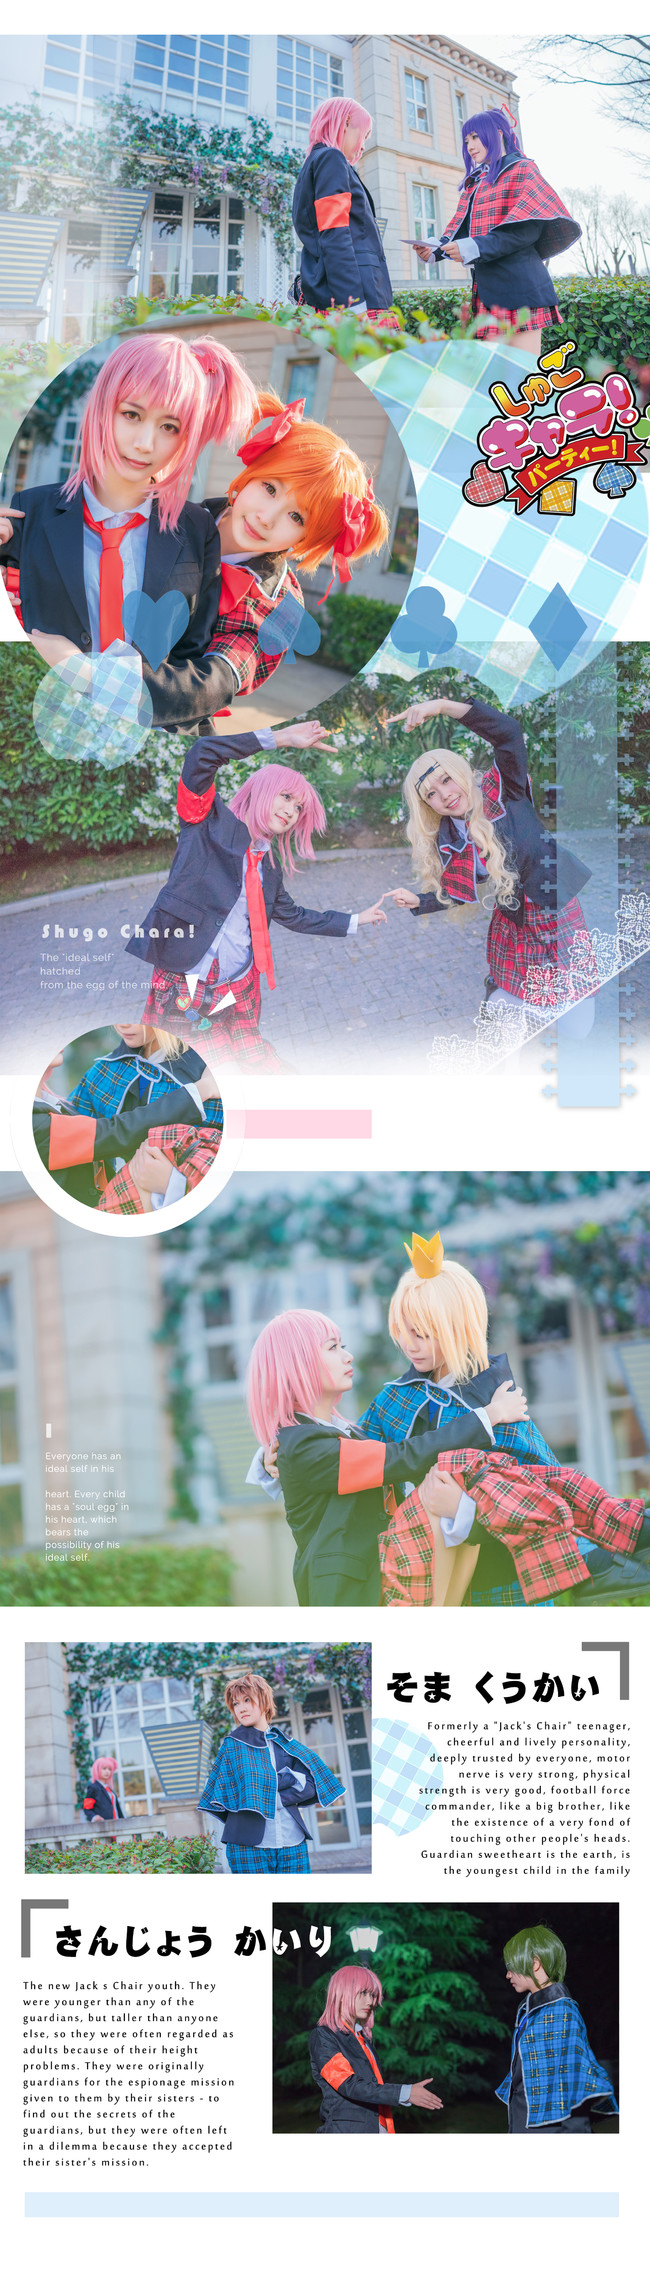 しゅご
キャラ!
パーティー!
Shugo Chara!
The "ideal self"
hatched
from the egg of the mind.
Everyone has an
ideal self in his
heart. Every child
has a "soul egg" in
his heart, which
bears the
possibility of his
ideal self.
そま くうかい
Formerly a "Jack's Chair" teenager,
cheerful and lively personality,
deeply trusted by everyone, motor
nerve is very strong, physical
strength is very good, football force
commander, like a big brother, like
the existence of a very fond of
touching other people's heads.
Guardian sweetheart is the earth, is
the youngest child in the family
さんじょう かいり
The new Jack s Chair youth. They
were younger than any of the
guardians, but taller than anyone
else, so they were often regarded as
adults because of their height
problems. They were originally
guardians for the espionage mission
given to them by their sisters - to
find out the secrets of the
guardians, but they were often left
in a dilemma because they accepted
their sister's mission.